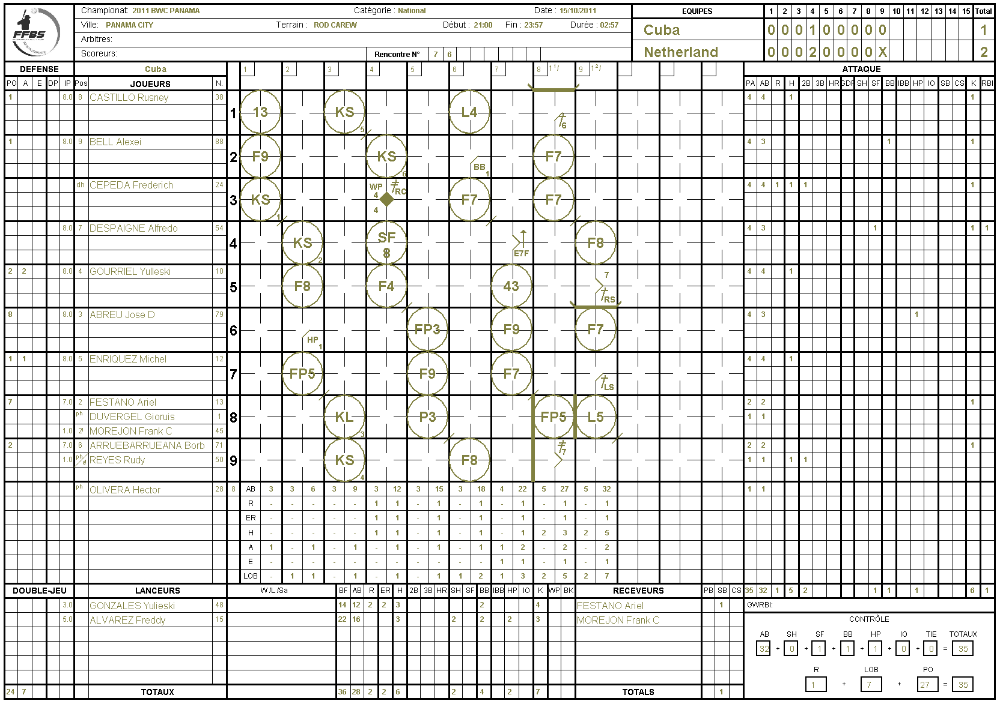 FFBS
Championat: 2011 BWC PANAMA Catégorie : National Date : 15/10/2011
Ville: PANAMA CITY Terrain : ROD CAREW Début : 21:00 Fin : 23:57 Durée : 02:57
Arbitres:
Scoreurs: Rencontre N° 7 6
EQUIPES 1 2 3 4 5 6 7 8 9 10 11 12 13 14 15 Total
Cuba 0 0 0 1 0 0 0 0 0 1
Netherland 0 0 0 2 0 0 0 0 X 2
DEFENSE Cuba 1 2 3 4 5 6 7 8 1 1/ 9 1 2/ ATTAQUE
PO A E DP IP Pos JOUEURS N. PA AB R H 2B 3B HR GDP SH SF BB IBB HP IO SB CS K RBI
1 8.0 8 CASTILLO Rusney 38 1 13 KS 5 L4 6 4 4 1 1
1 8.0 9 BELL Alexei 88 2 F9 KS 6 BB 1 F7 4 3 1 1
dh CEPEDA Frederich 24 3 KS 1 WP 4 RC 4 F7 F7 4 4 1 1 1 1
8.0 7 DESPAIGNE Alfredo 54 4 KS 2 SF 8 E7F F8 4 3 1 1 1
2 2 8.0 4 GOURRIEL Yulleski 10 5 F8 F4 43 7 RS 4 4 1
8 8.0 3 ABREU Jose D 79 6 HP 1 FP3 F9 F7 4 3 1
1 1 8.0 5 ENRIQUEZ Michel 12 7 FP5 F9 F7 LS 4 4 1
7 7.0 2 FESTANO Ariel 13 8 KL 3 P3 FP5 L5 2 2 1
ph DUVERGEL Gioruis 1 1 1
1.0 2 MOREJON Frank C 45
2 7.0 6 ARRUEBARRUEANA Borb 71 9 KS 4 F8 7 2 2 1
1.0 ph REYES Rudy 50 1 1 1 1
ph OLIVERA Hector 28 8 AB 3 3 6 3 9 3 12 3 15 3 18 4 22 5 27 5 32 1 1
R - - - - - 1 1 - 1 - 1 - 1 - 1 - 1
ER - - - - - 1 1 - 1 - 1 - 1 - 1 - 1
H - - - - - 1 1 - 1 - 1 - 1 2 3 2 5
A 1 - 1 - 1 - 1 - 1 - 1 1 2 - 2 - 2
E - - - - - - - - - - - 1 1 - 1 - 1
LOB - 1 1 - 1 - 1 - 1 1 2 1 3 2 5 2 7
DOUBLE-JEU LANCEURS W/L/Sa BF AB R ER H 2B 3B HR SH SF BB IBB HP IO K WP BK RECEVEURS PB SB CS 35 32 1 5 2 1 1 1 6 1
3.0 GONZALES Yulieski 48 14 12 2 2 3 2 4 FESTANO Ariel 1 GWRBI:
5.0 ALVAREZ Freddy 15 22 16 3 2 2 2 3 MOREJON Frank C
CONTRÔLE
AB SH SF BB HP IO TIE TOTAUX
32 + 0 + 1 + 1 + 1 + 0 + 0 = 35
R LOB PO
1 + 7 + 27 = 35
24 7 TOTAUX 36 28 2 2 6 2 4 2 7 TOTALS 1